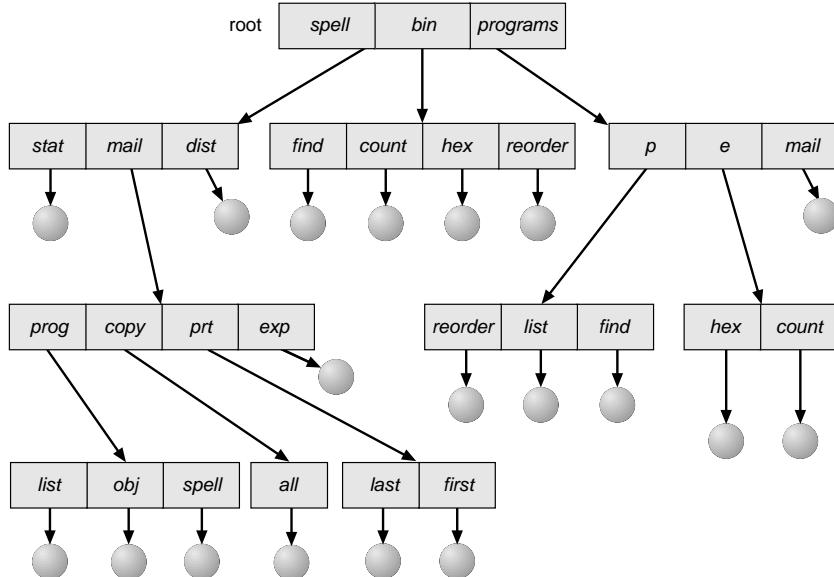 root spell bin programs
stat mail dist find count hex reorder p e mail
prog copy prt exp reorder list find hex count
list obj spell all last first